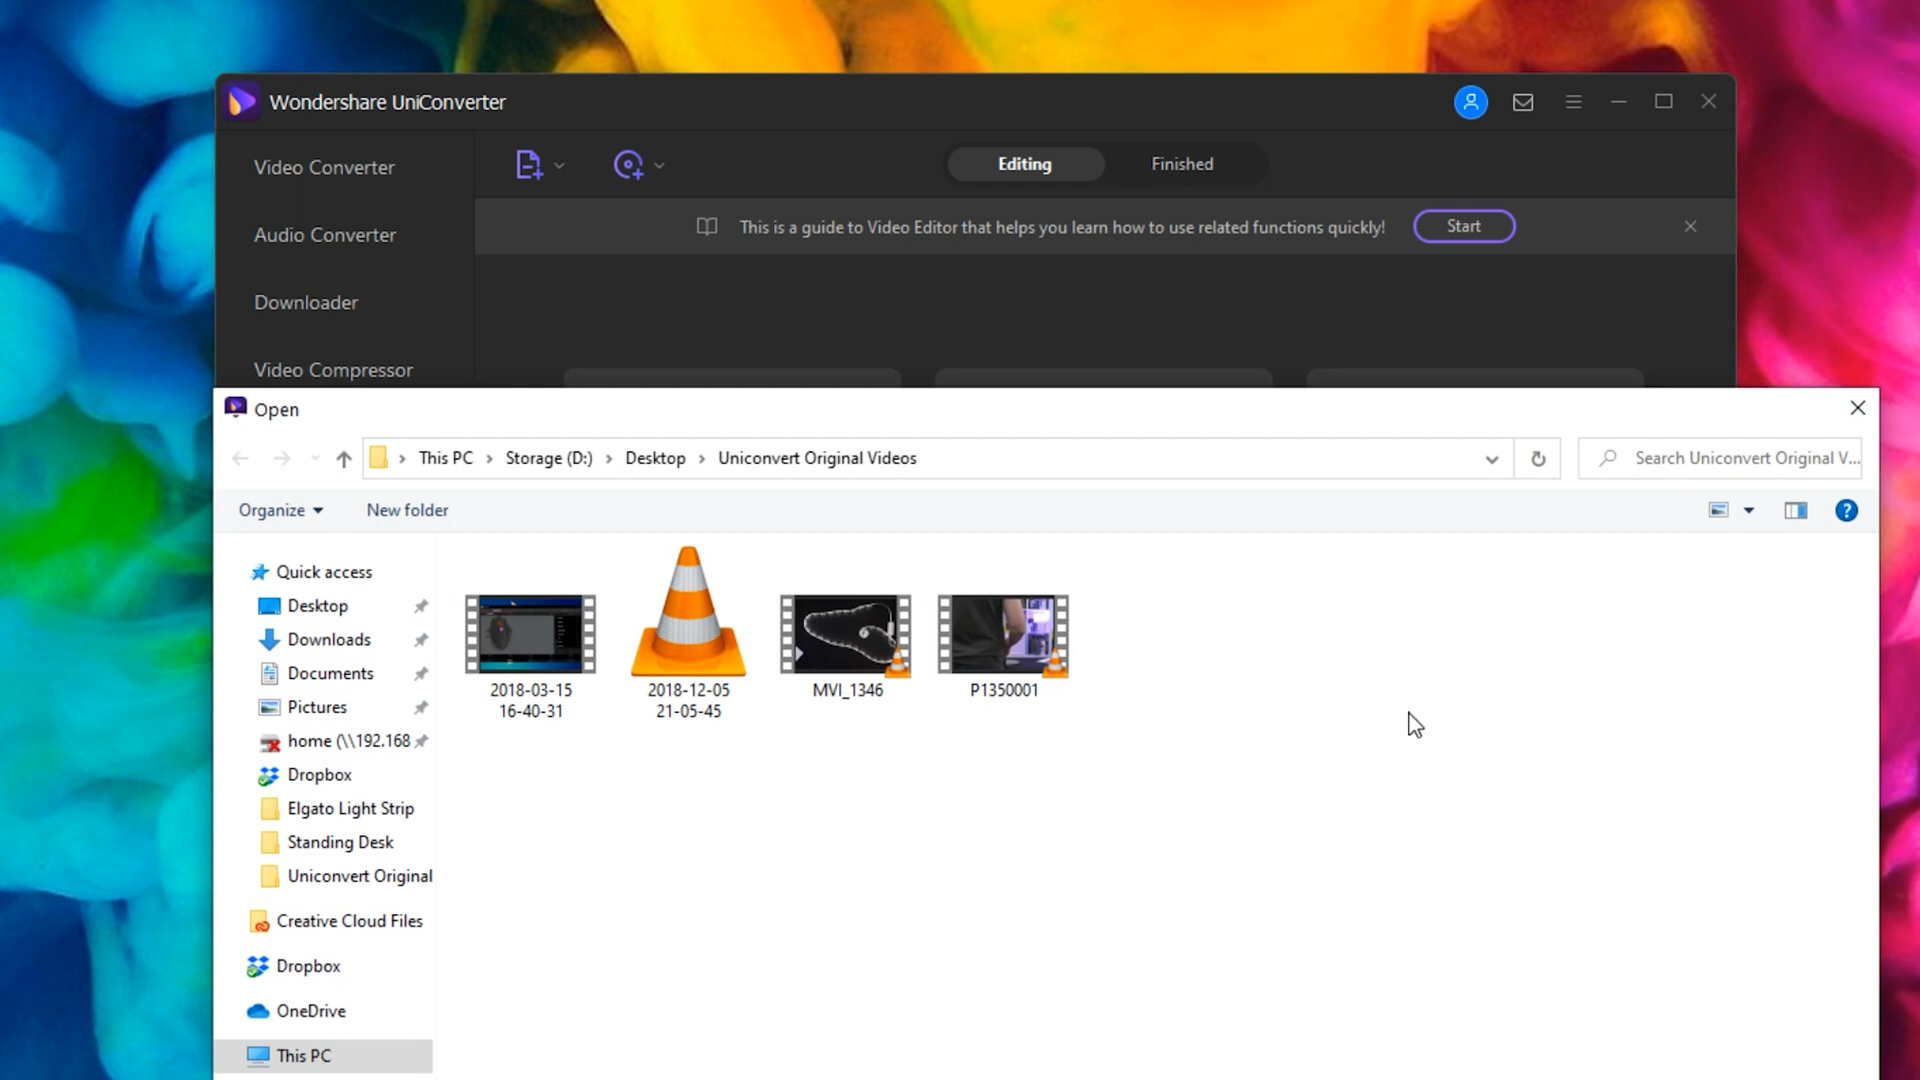 Wondershare UniConverter
Video Converter
Editing
Finished
This is a guide to Video Editor that helps you learn how to use related functions quickly!
Start
Audio Converter
Downloader
Video Compressor
Open
This PC > Storage (D:) > Desktop > Uniconvert Original Videos
Search Uniconvert Original V...
Organize
New folder
?
Quick access
Desktop
Downloads
Documents
Pictures
home (\\192.168
Dropbox
Elgato Light Strip
Standing Desk
Uniconvert Original
Creative Cloud Files
Dropbox
OneDrive
This PC
2018-03-15
16-40-31
2018-12-05
21-05-45
MVI_1346
P1350001